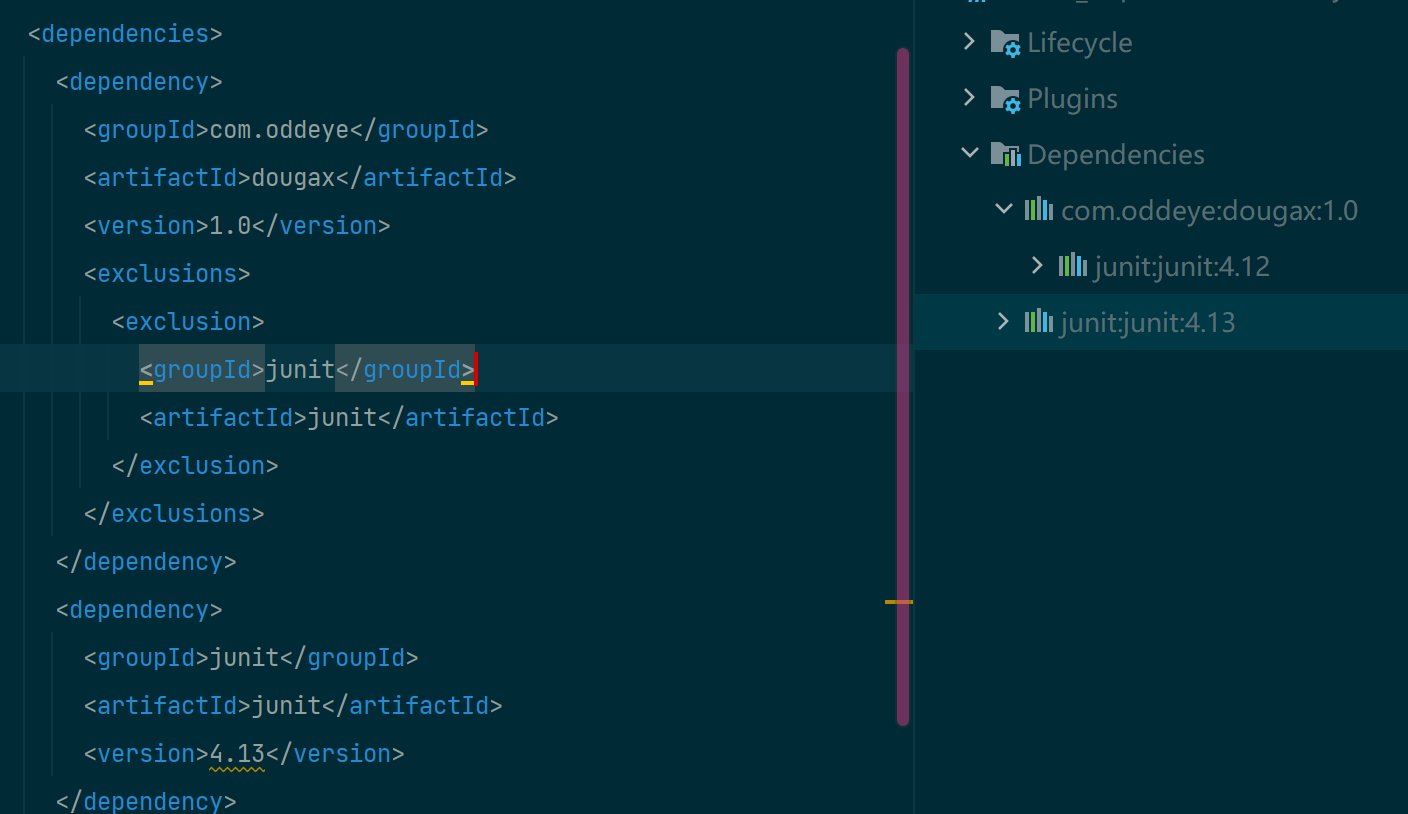 <dependencies>
<dependency>
<groupId>com.oddeye</groupId>
<artifactId>dougax</artifactId>
<version>1.0</version>
<exclusions>
<exclusion>
<groupId>junit</groupId>
<artifactId>junit</artifactId>
</exclusion>
</exclusions>
</dependency>
<dependency>
<groupId>junit</groupId>
<artifactId>junit</artifactId>
<version>4.13</version>
</dependency>
Lifecycle
Plugins
Dependencies
com.oddeye:dougax:1.0
junit:junit:4.12
junit:junit:4.13